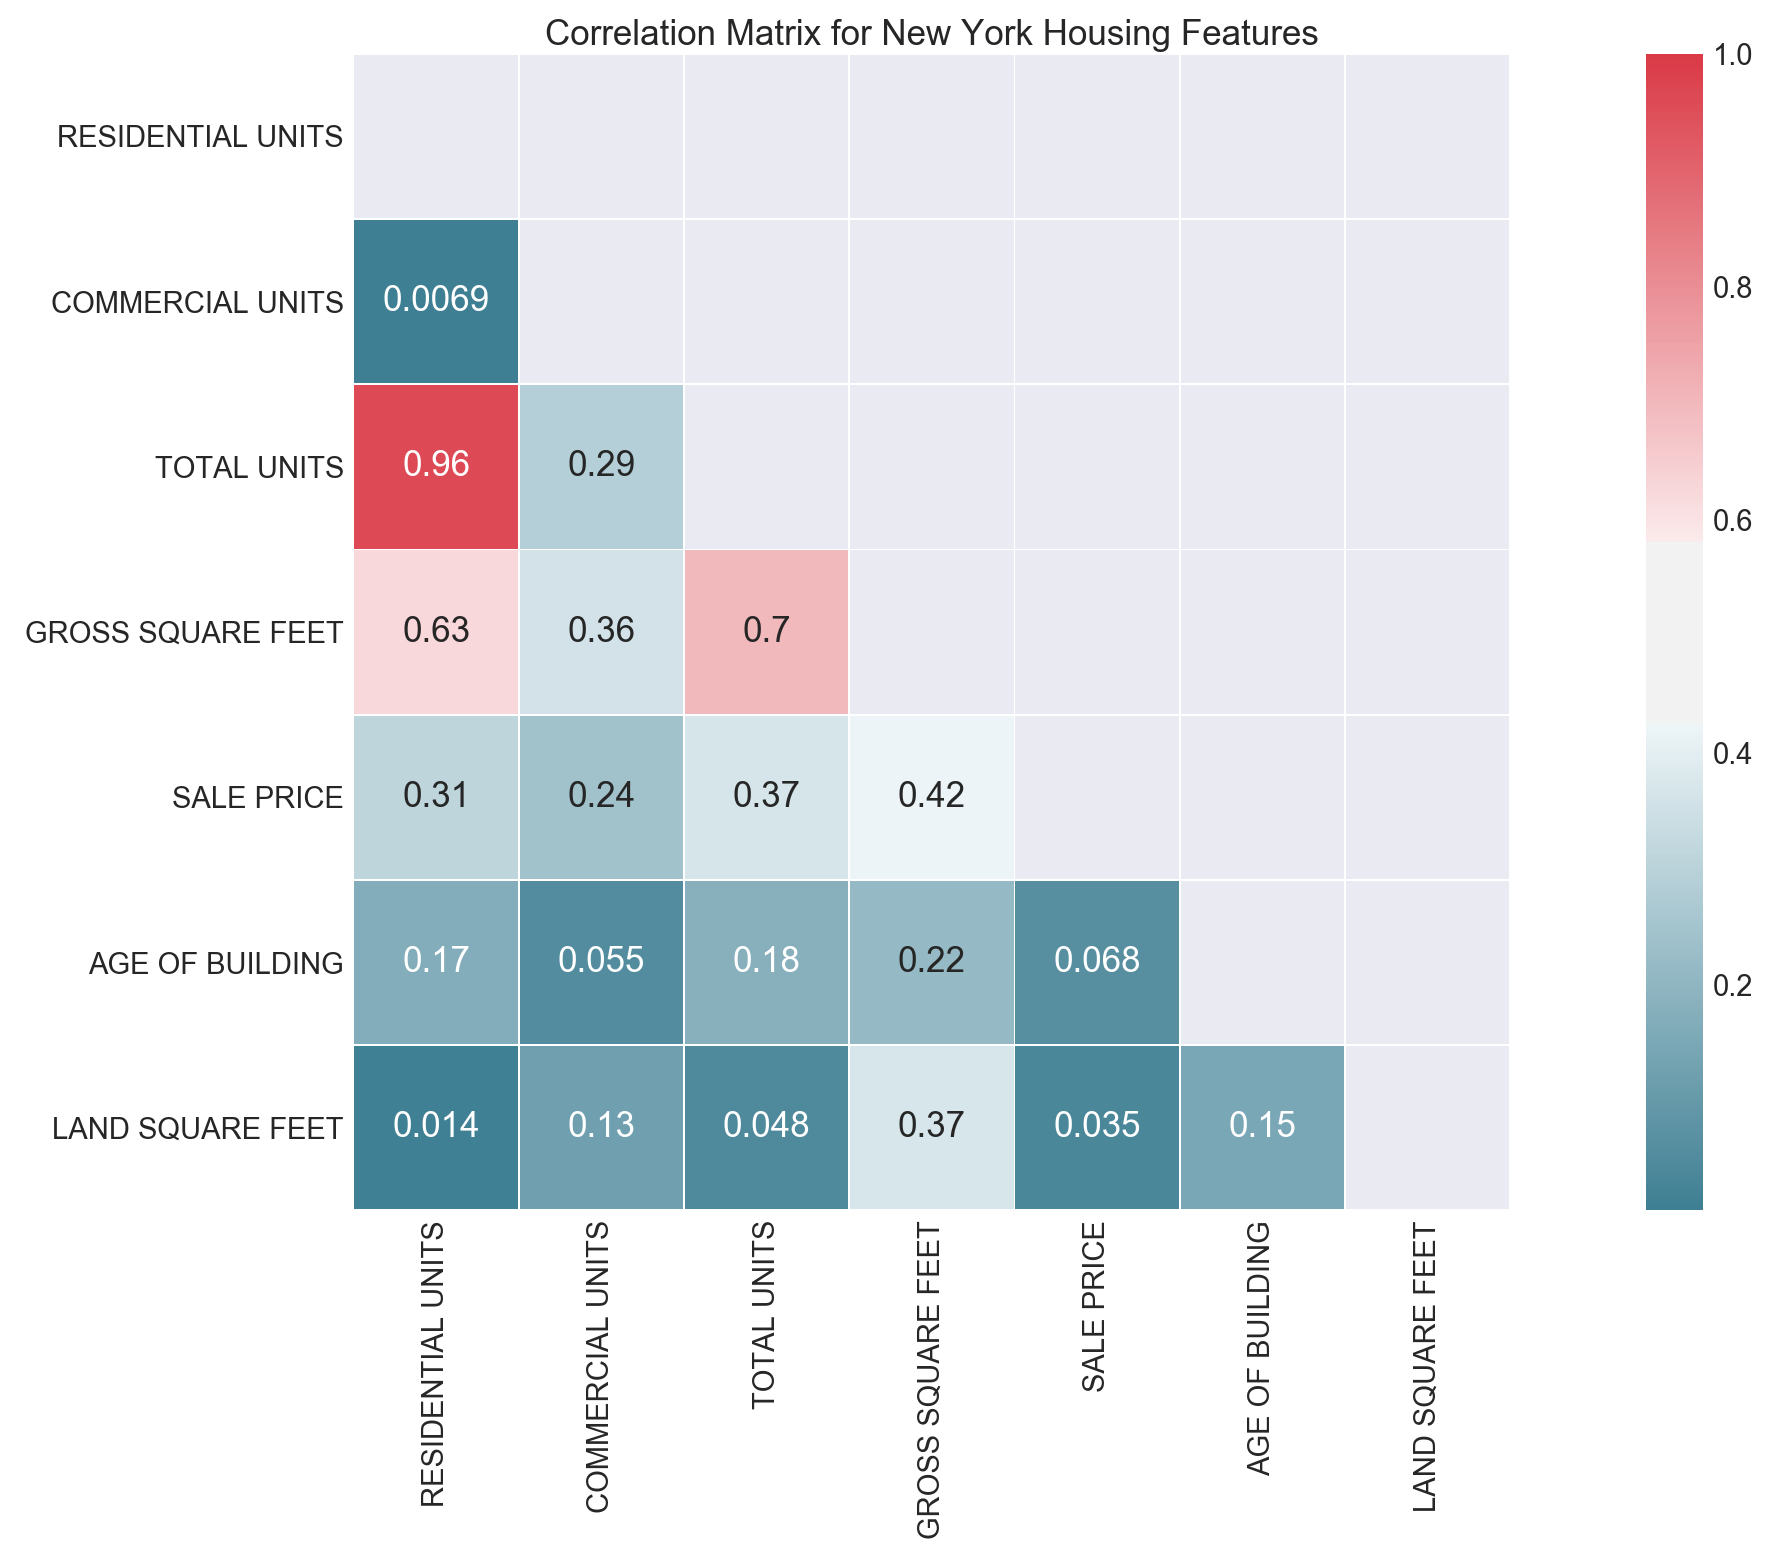 Correlation Matrix for New York Housing Features
1.0
RESIDENTIAL UNITS
0.8
COMMERCIAL UNITS 0.0069
TOTAL UNITS 0.96 0.29
0.6
GROSS SQUARE FEET 0.63 0.36 0.7
0.4
SALE PRICE 0.31 0.24 0.37 0.42
AGE OF BUILDING 0.17 0.055 0.18 0.22 0.068
0.2
LAND SQUARE FEET 0.014 0.13 0.048 0.37 0.035 0.15
RESIDENTIAL UNITS
COMMERCIAL UNITS
TOTAL UNITS
GROSS SQUARE FEET
SALE PRICE
AGE OF BUILDING
LAND SQUARE FEET